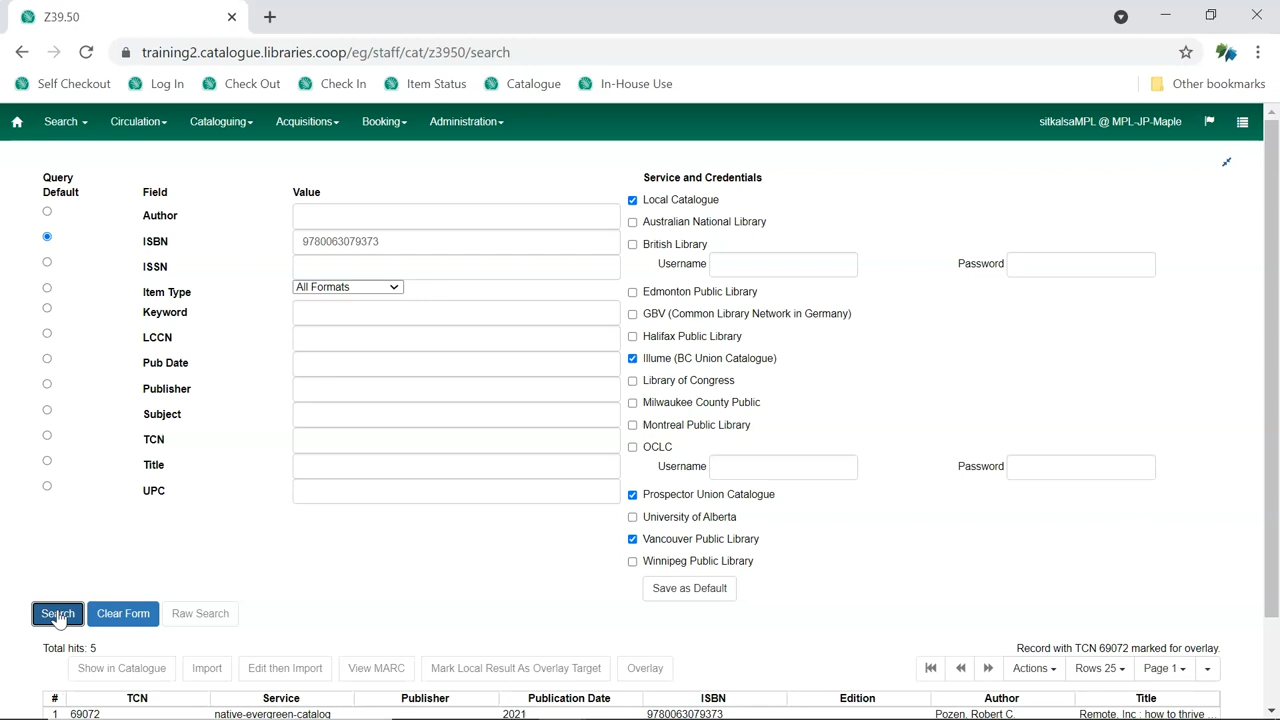 Z39.50
training2.catalogue.libraries.coop/eg/staff/cat/z3950/search
Self Checkout Log In Check Out Check In Item Status Catalogue In-House Use Other bookmarks
Search Circulation Cataloguing Acquisitions Booking Administration sitkalsaMPL @ MPL-JP-Maple
Query
Default Field Value Service and Credentials
Author Local Catalogue
Australian National Library
ISBN 9780063079373 British Library
ISSN Username Password
Item Type All Formats Edmonton Public Library
Keyword GBV (Common Library Network in Germany)
LCCN Halifax Public Library
Pub Date Illume (BC Union Catalogue)
Publisher Library of Congress
Milwaukee County Public
Subject Montreal Public Library
TCN OCLC
Title Username Password
UPC Prospector Union Catalogue
University of Alberta
Vancouver Public Library
Winnipeg Public Library
Save as Default
Search Clear Form Raw Search
Total hits: 5 Record with TCN 69072 marked for overlay.
Show in Catalogue Import Edit then Import View MARC Mark Local Result As Overlay Target Overlay Actions Rows 25 Page 1
# TCN Service Publisher Publication Date ISBN Edition Author Title
1 69072 native-evergreen-catalog 2021 9780063079373 Pozen, Robert C. Remote, Inc : how to thrive ...